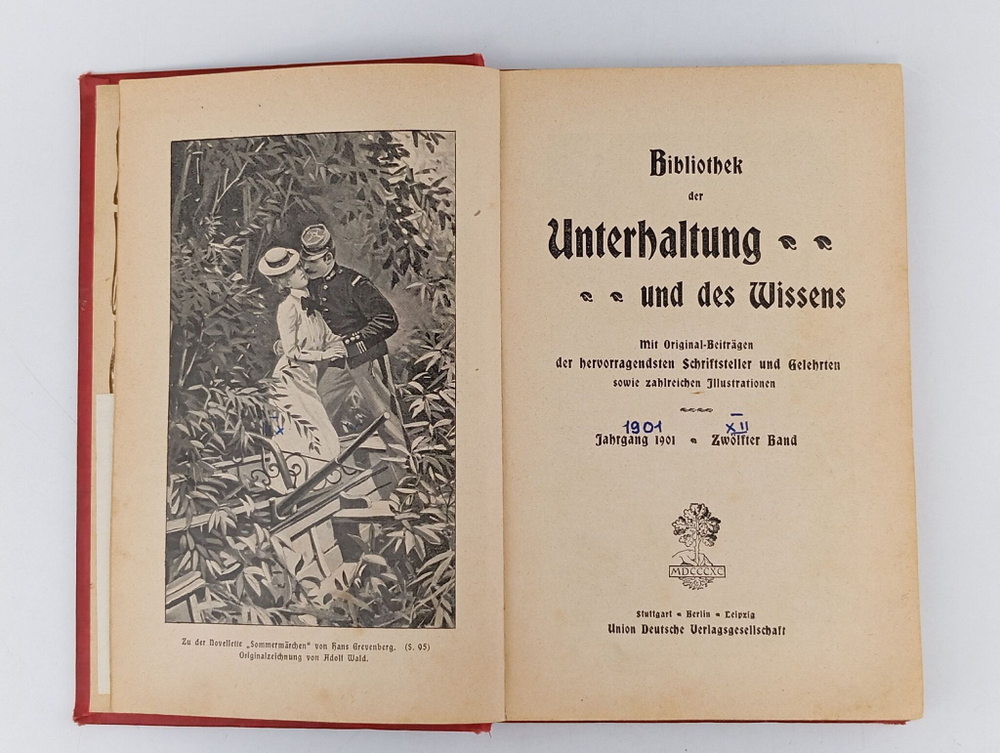 Zu der Novellette „Sommermärchen“ von Hans Grevenberg. (S. 95)
Originalzeichnung von Adolf Wald.
Bibliothek
der
Unterhaltung
und des Wissens
Mit Original-Beiträgen
der hervorragendsten Schriftsteller und Gelehrten
sowie zahlreichen Illustrationen
1901 XII
Jahrgang 1901 Zwölfter Band
MDCCCXC
Stuttgart Berlin Leipzig
Union Deutsche Verlagsgesellschaft